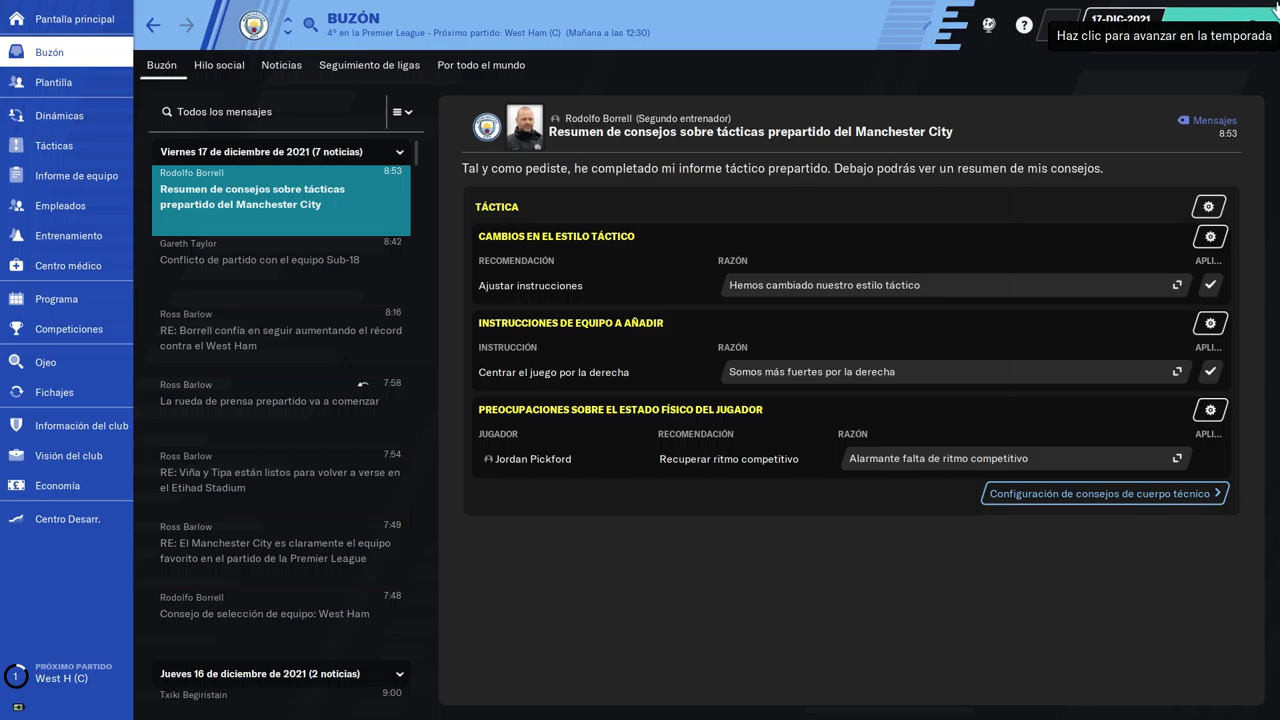 Pantalla principal
Buzón
Plantilla
Dinámicas
Tácticas
Informe de equipo
Empleados
Entrenamiento
Centro médico
Programa
Competiciones
Ojeo
Fichajes
Información del club
Visión del club
Economía
Centro Desarr.
1
PRÓXIMO PARTIDO
West H (C)
BUZÓN
4º en la Premier League - Próximo partido: West Ham (C) (Mañana a las 12:30)
17-DIC-2021
Haz clic para avanzar en la temporada
Buzón
Hilo social
Noticias
Seguimiento de ligas
Por todo el mundo
Todos los mensajes
Viernes 17 de diciembre de 2021 (7 noticias)
Rodolfo Borrell 8:53
Resumen de consejos sobre tácticas
prepartido del Manchester City
Gareth Taylor 8:42
Conflicto de partido con el equipo Sub-18
Ross Barlow 8:16
RE: Borrell confía en seguir aumentando el récord
contra el West Ham
Ross Barlow 7:58
La rueda de prensa prepartido va a comenzar
Ross Barlow 7:54
RE: Viña y Tipa están listos para volver a verse en
el Etihad Stadium
Ross Barlow 7:49
RE: El Manchester City es claramente el equipo
favorito en el partido de la Premier League
Rodolfo Borrell 7:48
Consejo de selección de equipo: West Ham
Jueves 16 de diciembre de 2021 (2 noticias)
Txiki Begiristain 9:00
Rodolfo Borrell (Segundo entrenador)
Resumen de consejos sobre tácticas prepartido del Manchester City
Mensajes
8:53
Tal y como pediste, he completado mi informe táctico prepartido. Debajo podrás ver un resumen de mis consejos.
TÁCTICA
CAMBIOS EN EL ESTILO TÁCTICO
RECOMENDACIÓN RAZÓN APLI...
Ajustar instrucciones Hemos cambiado nuestro estilo táctico
INSTRUCCIONES DE EQUIPO A AÑADIR
INSTRUCCIÓN RAZÓN APLI...
Centrar el juego por la derecha Somos más fuertes por la derecha
PREOCUPACIONES SOBRE EL ESTADO FÍSICO DEL JUGADOR
JUGADOR RECOMENDACIÓN RAZÓN APLI...
Jordan Pickford Recuperar ritmo competitivo Alarmante falta de ritmo competitivo
Configuración de consejos de cuerpo técnico